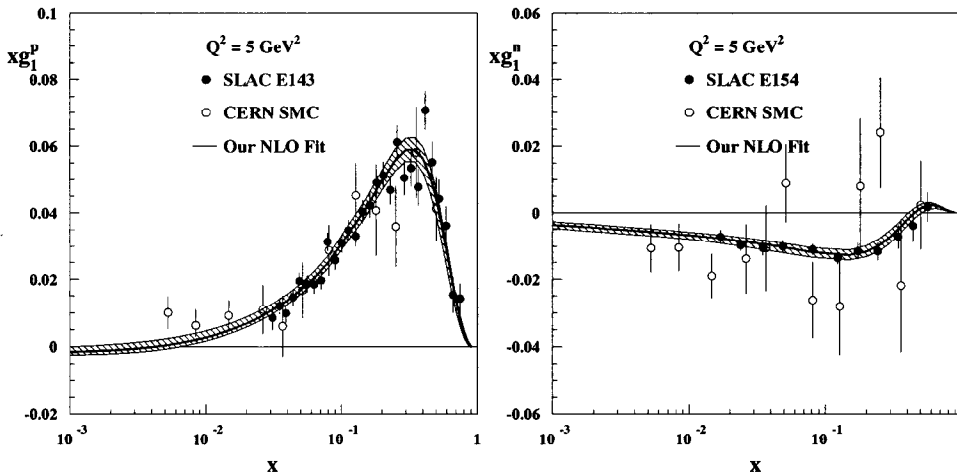 xg₁ᵖ
0.1
0.08
0.06
0.04
0.02
0
-0.02
Q² = 5 GeV²
SLAC E143
CERN SMC
Our NLO Fit
10⁻³
10⁻²
10⁻¹
1
x
xg₁ⁿ
0.06
0.04
0.02
0
-0.02
-0.04
-0.06
Q² = 5 GeV²
SLAC E154
CERN SMC
Our NLO Fit
10⁻³
10⁻²
10⁻¹
x